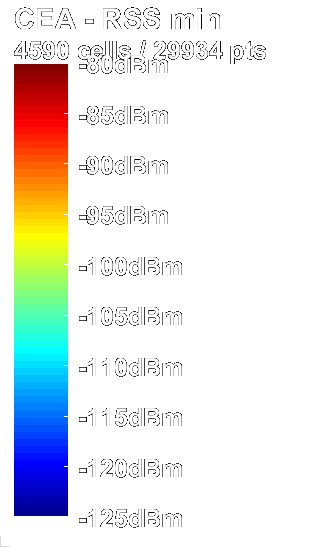 CEA - RSS min
4590 cells / 29934 pts
-80dBm
-85dBm
-90dBm
-95dBm
-100dBm
-105dBm
-110dBm
-115dBm
-120dBm
-125dBm